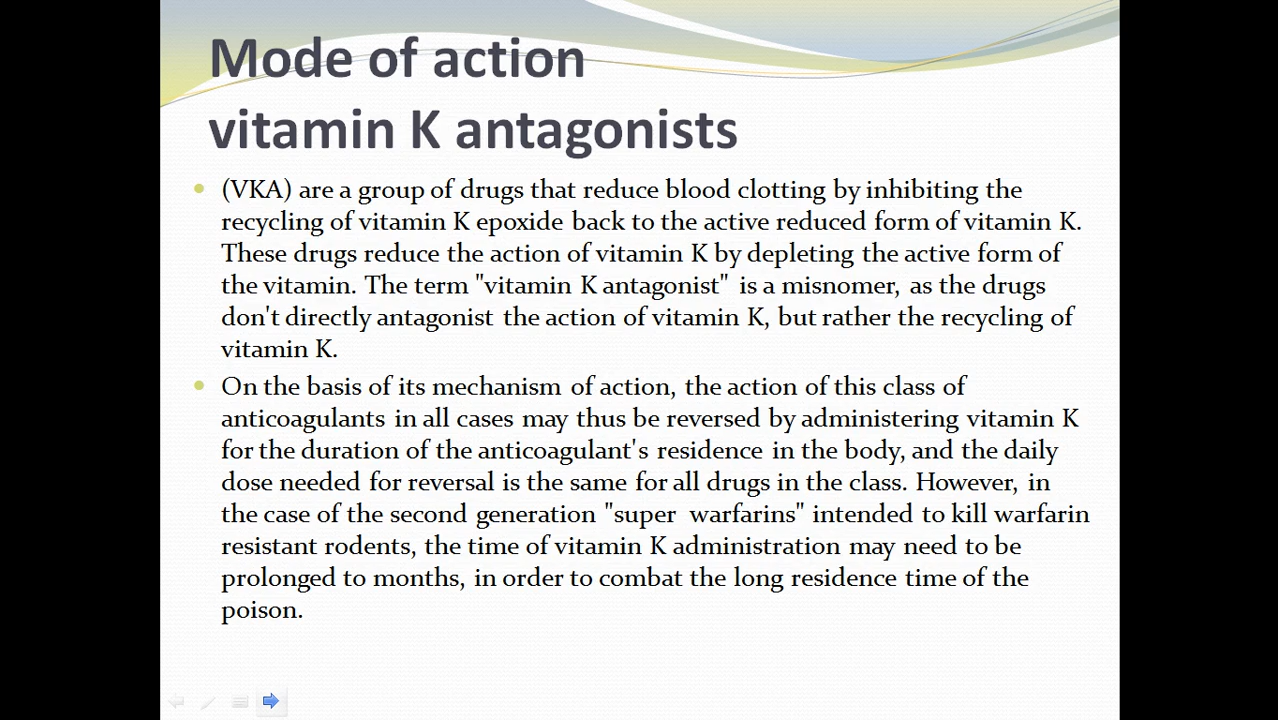 Mode of action
vitamin K antagonists
(VKA) are a group of drugs that reduce blood clotting by inhibiting the
recycling of vitamin K epoxide back to the active reduced form of vitamin K.
These drugs reduce the action of vitamin K by depleting the active form of
the vitamin. The term "vitamin K antagonist" is a misnomer, as the drugs
don't directly antagonist the action of vitamin K, but rather the recycling of
vitamin K.
On the basis of its mechanism of action, the action of this class of
anticoagulants in all cases may thus be reversed by administering vitamin K
for the duration of the anticoagulant's residence in the body, and the daily
dose needed for reversal is the same for all drugs in the class. However, in
the case of the second generation "super warfarins" intended to kill warfarin
resistant rodents, the time of vitamin K administration may need to be
prolonged to months, in order to combat the long residence time of the
poison.